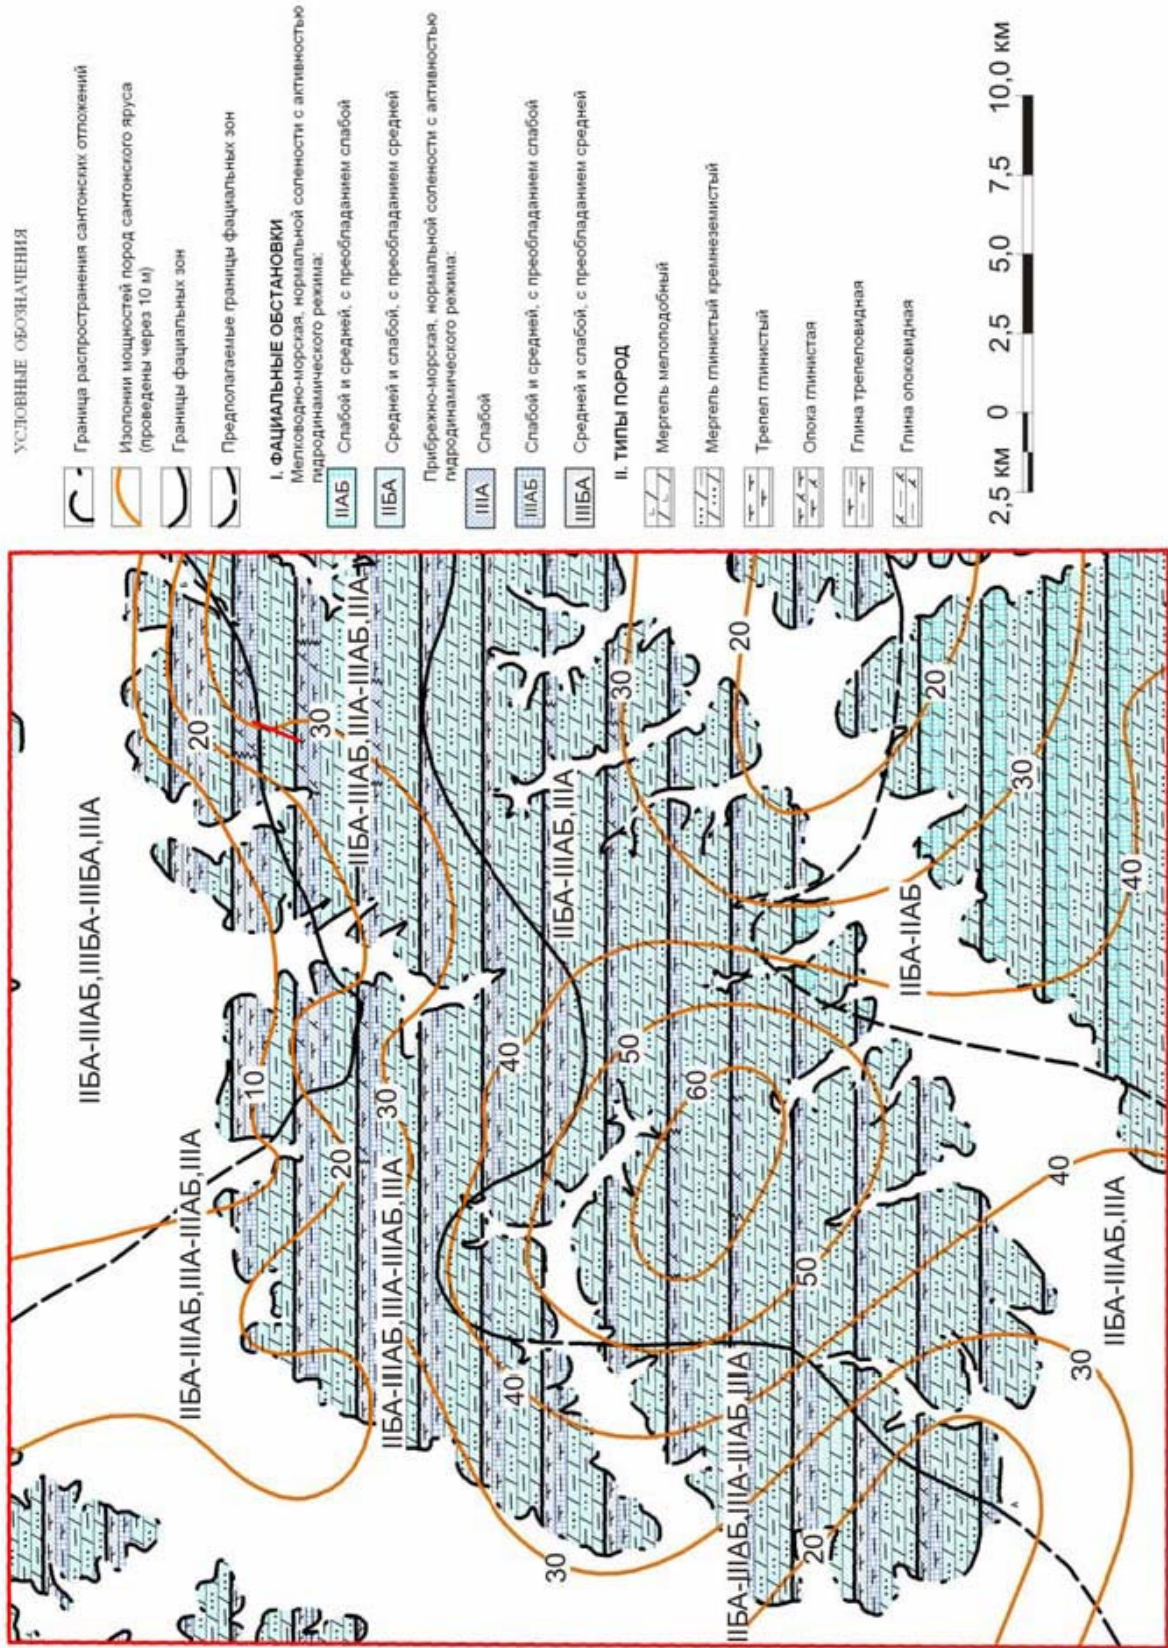 УСЛОВНЫЕ ОБОЗНАЧЕНИЯ
Граница распространения сантонских отложений
Изопонии мощностей пород сантонского яруса
(проведены через 10 м)
Границы фациальных зон
Предполагаемые границы фациальных зон
I. ФАЦИАЛЬНЫЕ ОБСТАНОВКИ
Мелководно-морская, нормальной солености с активностью
гидродинамического режима:
IIАБ
Слабой и средней, с преобладанием слабой
IIБА
Средней и слабой, с преобладанием средней
Прибрежно-морская, нормальной солености с активностью
гидродинамического режима:
IIIА
Слабой
IIIАБ
Слабой и средней, с преобладанием слабой
IIIБА
Средней и слабой, с преобладанием средней
II. ТИПЫ ПОРОД
Мергель мелоподобный
Мергель глинистый кремнеземистый
Трепел глинистый
Опока глинистая
Глина трепеловидная
Глина опоковидная
2,5 км 0 2,5 5,0 7,5 10,0 км
IIБА-IIIАБ,IIIБА-IIIБА,IIIА
IIБА-IIIАБ,IIIА-IIIАБ,IIIА
20
10
20
30
IIБА-IIIАБ,IIIА-IIIАБ,IIIА
30
IIБА-IIIАБ,IIIА-IIIАБ,IIIА
40
40
30
IIБА-IIIАБ,IIIА
50
30
60
20
IIБА-IIIАБ,IIIА-IIIАБ,IIIА
50
20
IIБА-IIАБ
20
30
40
30
40
IIБА-IIIАБ,IIIА